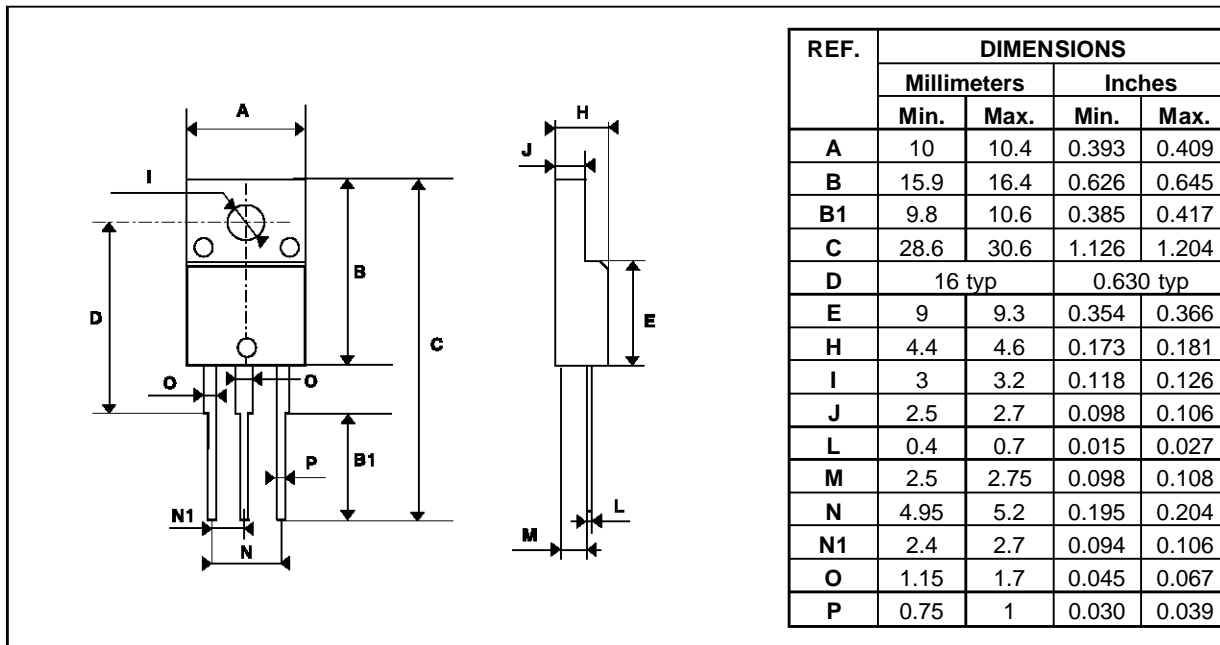 A
I
B
D
C
O
O
B1
P
N1
N
H
J
E
L
M
REF. DIMENSIONS
Millimeters Inches
Min. Max. Min. Max.
A 10 10.4 0.393 0.409
B 15.9 16.4 0.626 0.645
B1 9.8 10.6 0.385 0.417
C 28.6 30.6 1.126 1.204
D 16 typ 0.630 typ
E 9 9.3 0.354 0.366
H 4.4 4.6 0.173 0.181
I 3 3.2 0.118 0.126
J 2.5 2.7 0.098 0.106
L 0.4 0.7 0.015 0.027
M 2.5 2.75 0.098 0.108
N 4.95 5.2 0.195 0.204
N1 2.4 2.7 0.094 0.106
O 1.15 1.7 0.045 0.067
P 0.75 1 0.030 0.039